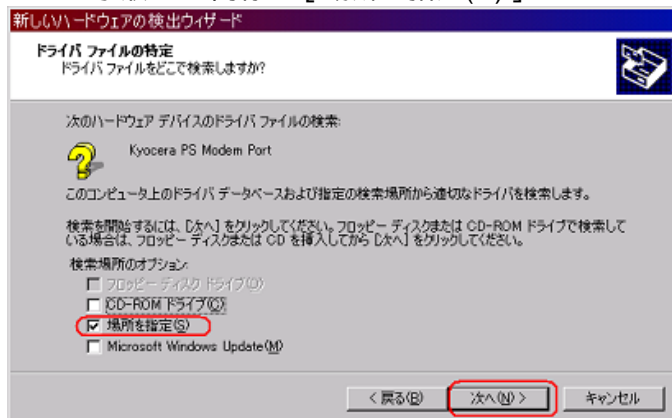 新しいハードウェアの検出ウィザード
ドライバ ファイルの特定
ドライバ ファイルをどこで検索しますか?
次のハードウェア デバイスのドライバ ファイルの検索:
Kyocera PS Modem Port
このコンピュータ上のドライバ データベースおよび指定の検索場所から適切なドライバを検索します。
検索を開始するには、[次へ] をクリックしてください。フロッピー ディスクまたは CD-ROM ドライブで検索して
いる場合は、フロッピー ディスクまたは CD を挿入してから [次へ] をクリックしてください。
検索場所のオプション:
フロッピー ディスク ドライブ(D)
CD-ROM ドライブ(C)
場所を指定(S)
Microsoft Windows Update(M)
< 戻る(B) 次へ(N) > キャンセル